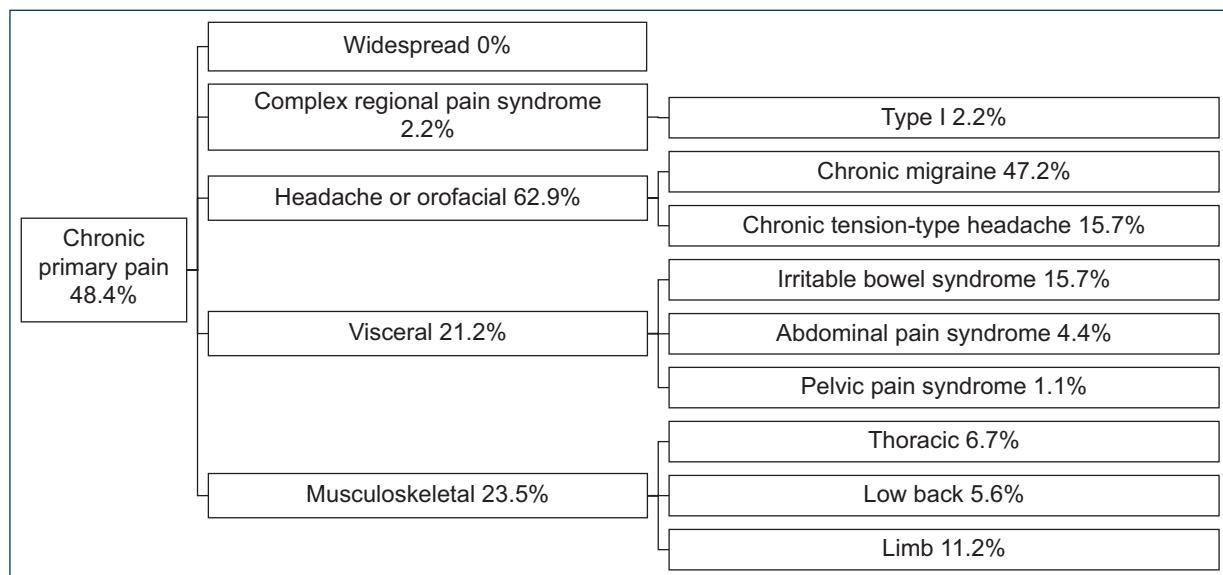 Widespread 0%
Complex regional pain syndrome
2.2%
Type I 2.2%
Headache or orofacial 62.9%
Chronic migraine 47.2%
Chronic tension-type headache 15.7%
Chronic
primary pain
48.4%
Visceral 21.2%
Irritable bowel syndrome 15.7%
Abdominal pain syndrome 4.4%
Pelvic pain syndrome 1.1%
Musculoskeletal 23.5%
Thoracic 6.7%
Low back 5.6%
Limb 11.2%